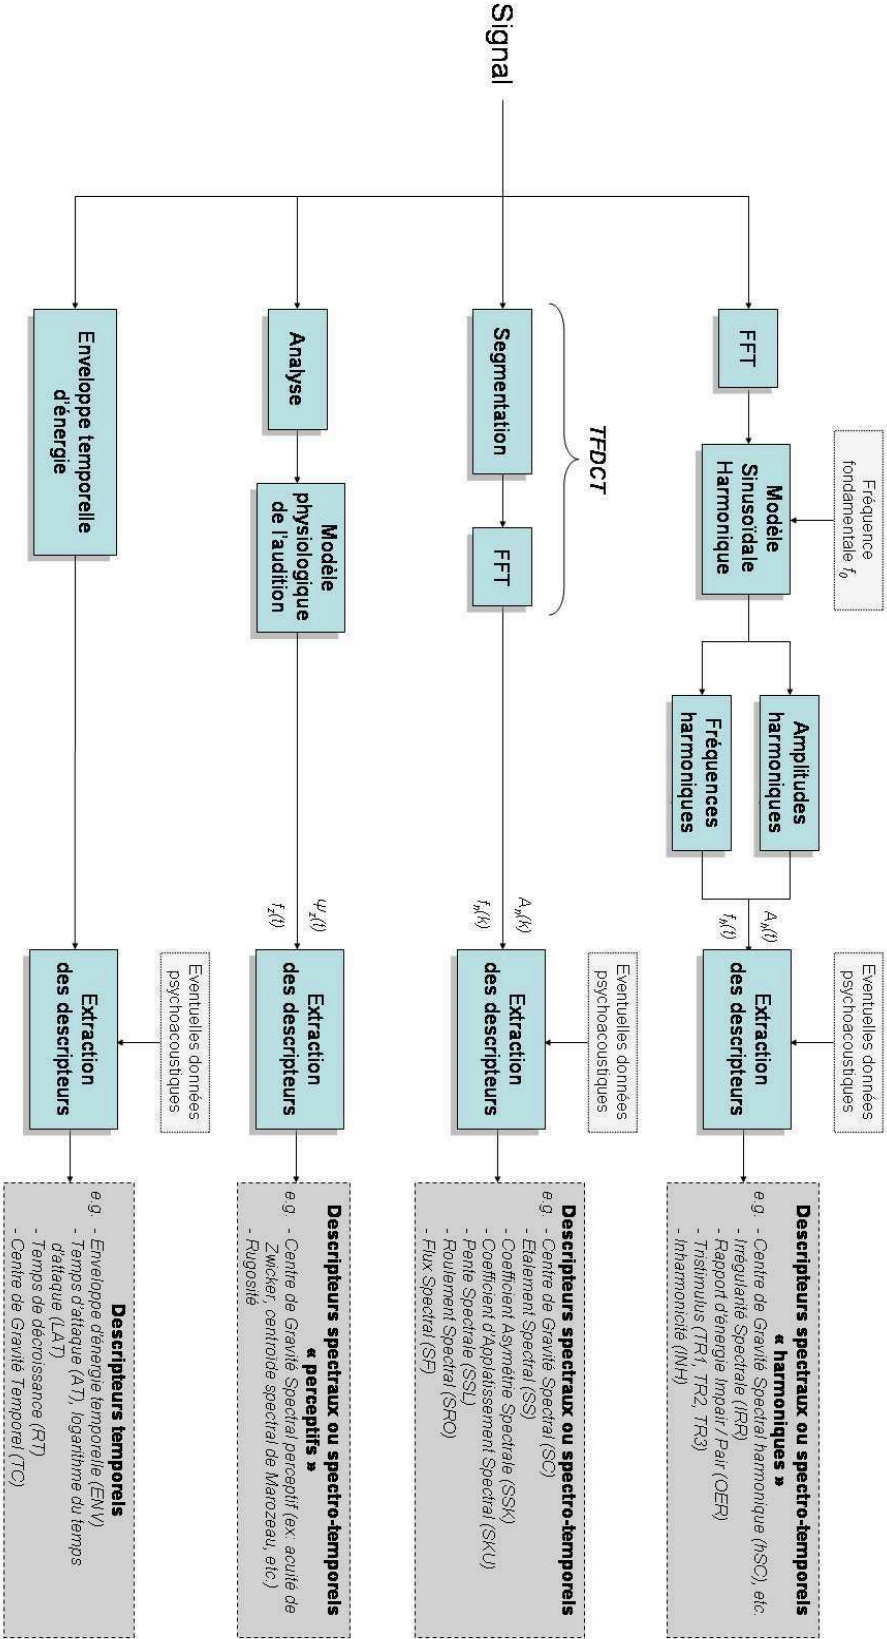 Signal
FFT
Fréquence
fondamentale f₀
Modèle
Sinusoïdale
Harmonique
Amplitudes
harmoniques
Fréquences
harmoniques
Aₕ(t)
fₕ(t)
Eventuelles données
psychoacoustiques
Extraction
des descripteurs
Descripteurs spectraux ou spectro-temporels
« harmoniques »
e.g. - Centre de Gravité Spectral harmonique (hSC), etc.
- Irrégularité Spectrale (IRR)
- Rapport d'énergie Impair / Pair (OER)
- Tristimulus (TR1, TR2, TR3)
- Inharmonicité (INH)
TFDCT
Segmentation
FFT
Aₙ(k)
fₙ(k)
Eventuelles données
psychoacoustiques
Extraction
des descripteurs
Descripteurs spectraux ou spectro-temporels
e.g. - Centre de Gravité Spectral (SC)
- Etalement Spectral (SS)
- Coefficient Asymétrie Spectrale (SSK)
- Coefficient d'Applatissement Spectral (SKU)
- Pente Spectrale (SSL)
- Roulement Spectral (SRO)
- Flux Spectral (SF)
Analyse
Modèle
physiologique
de l'audition
Ψz(t)
fz(t)
Extraction
des descripteurs
Descripteurs spectraux ou spectro-temporels
« perceptifs »
e.g. - Centre de Gravité Spectral perceptif (ex: acuité de
Zwicker, centroide spectral de Marozeau, etc.)
- Rugosité
Enveloppe temporelle
d'énergie
Eventuelles données
psychoacoustiques
Extraction
des descripteurs
Descripteurs temporels
e.g. - Enveloppe d'énergie temporelle (ENV)
- Temps d'attaque (AT), logarithme du temps
d'attaque (LAT)
- Temps de décroissance (RT)
- Centre de Gravité Temporel (TC)